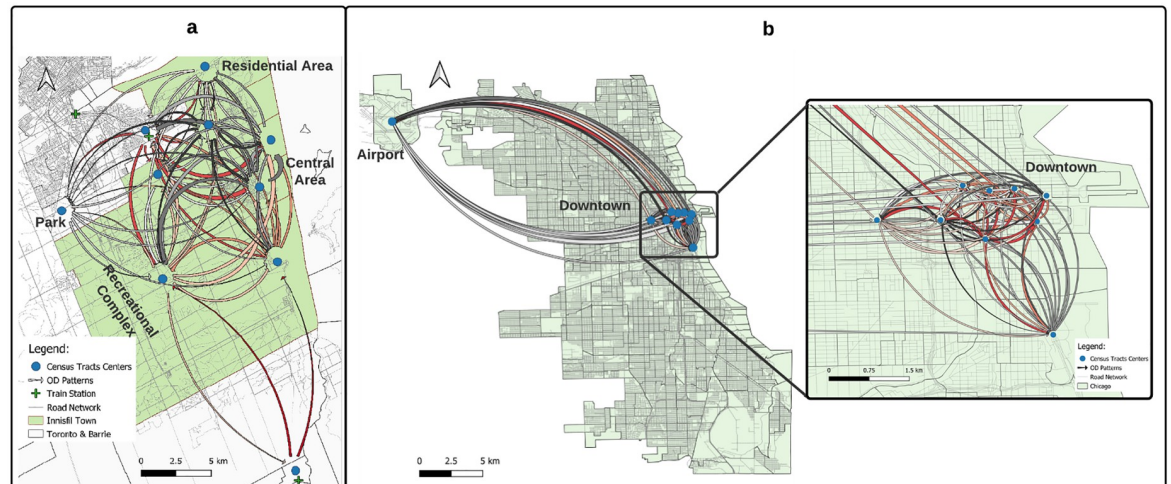 a
Residential Area
Central
Area
Park
Recreational
Complex
Legend:
Census Tracts Centers
OD Patterns
Train Station
Road Network
Innisfil Town
Toronto & Barrie
0 2.5 5 km
b
Airport
Downtown
0 2.5 5 km
Downtown
Legend:
Census Tracts Centers
OD Patterns
Road Network
Chicago
0 0.75 1.5 km